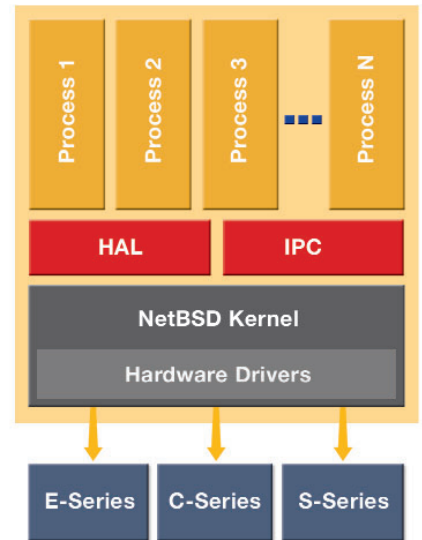 Process 1
Process 2
Process 3
Process N
HAL
IPC
NetBSD Kernel
Hardware Drivers
E-Series
C-Series
S-Series